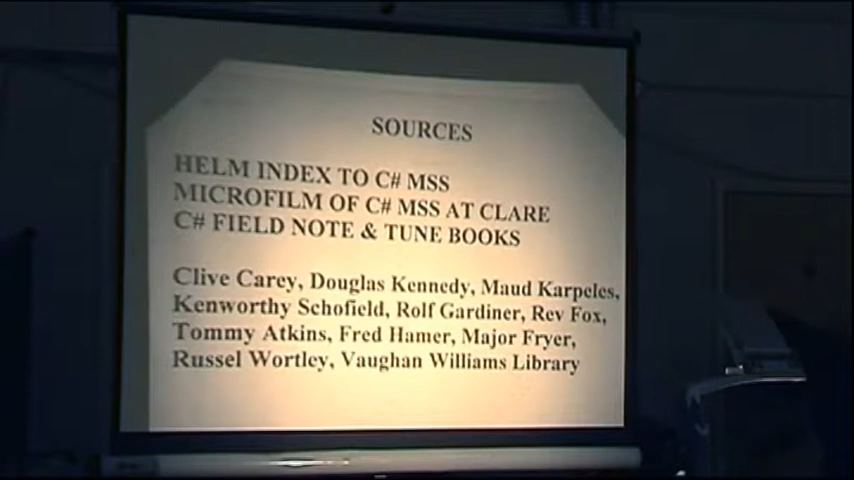 SOURCES
HELM INDEX TO C# MSS
MICROFILM OF C# MSS AT CLARE
C# FIELD NOTE & TUNE BOOKS
Clive Carey, Douglas Kennedy, Maud Karpeles,
Kenworthy Schofield, Rolf Gardiner, Rev Fox,
Tommy Atkins, Fred Hamer, Major Fryer,
Russel Wortley, Vaughan Williams Library